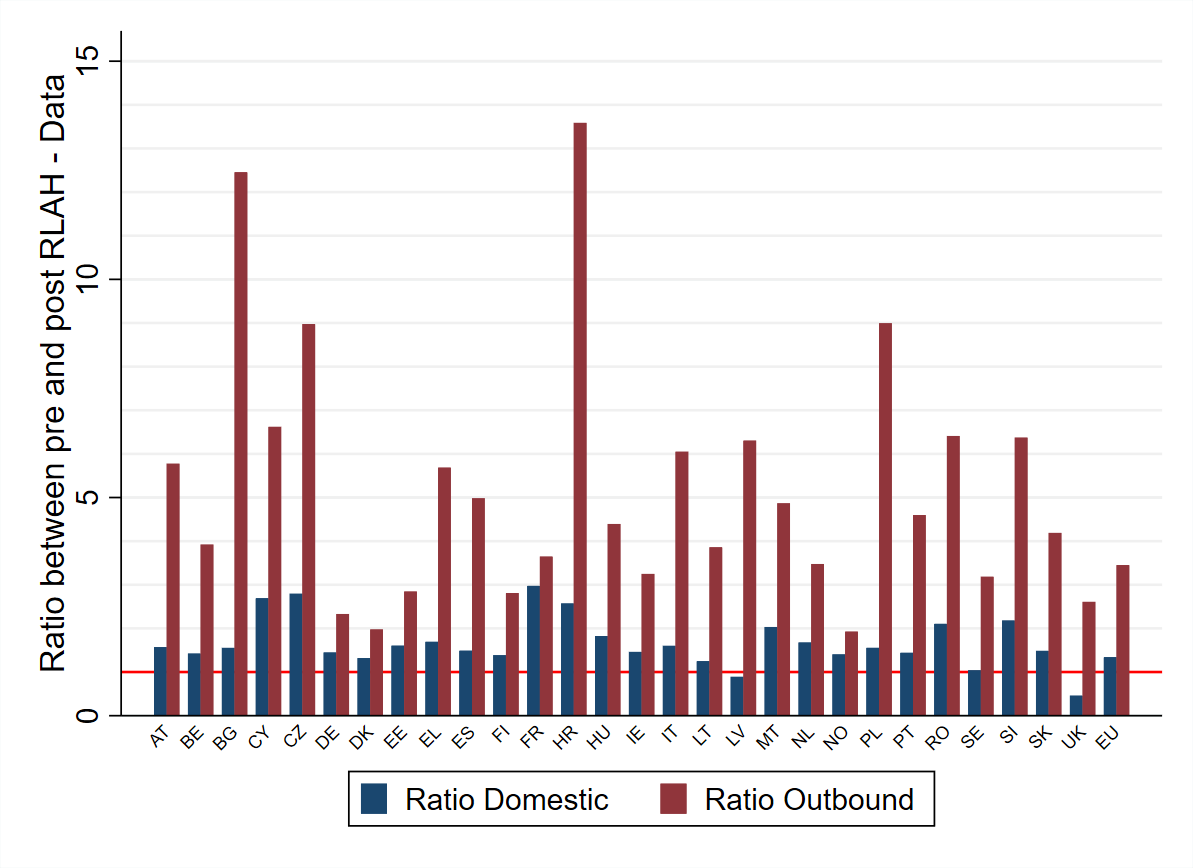 Ratio between pre and post RLAH - Data
15
10
5
0
AT BE BG CY CZ DE DK EE EL ES FI FR HR HU IE IT LT LV MT NL NO PL PT RO SE SI SK UK EU
Ratio Domestic Ratio Outbound